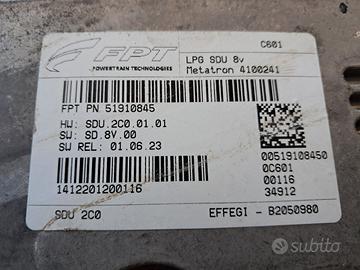 FPT
POWERTRAIN TECHNOLOGIES
C601
LPG SDU 8v
Metatron 4100241
FPT PN 51910845
HW: SDU.2C0.01.01
SW: SD.8V.00
SW REL: 01.06.23
1412201200116
00519108450
0C601
00116
34912
SDU 2C0
EFFEGI - B2050980
subito